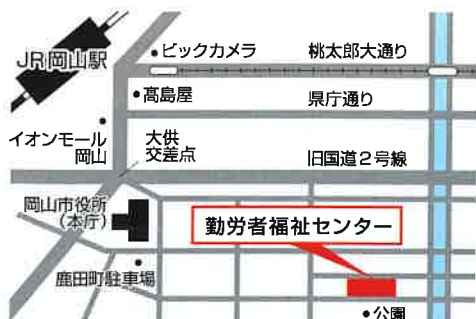 JR岡山駅
ビックカメラ
桃太郎大通り
髙島屋
県庁通り
イオンモール
岡山
大供
交差点
旧国道2号線
岡山市役所
(本庁)
勤労者福祉センター
鹿田町駐車場
公園